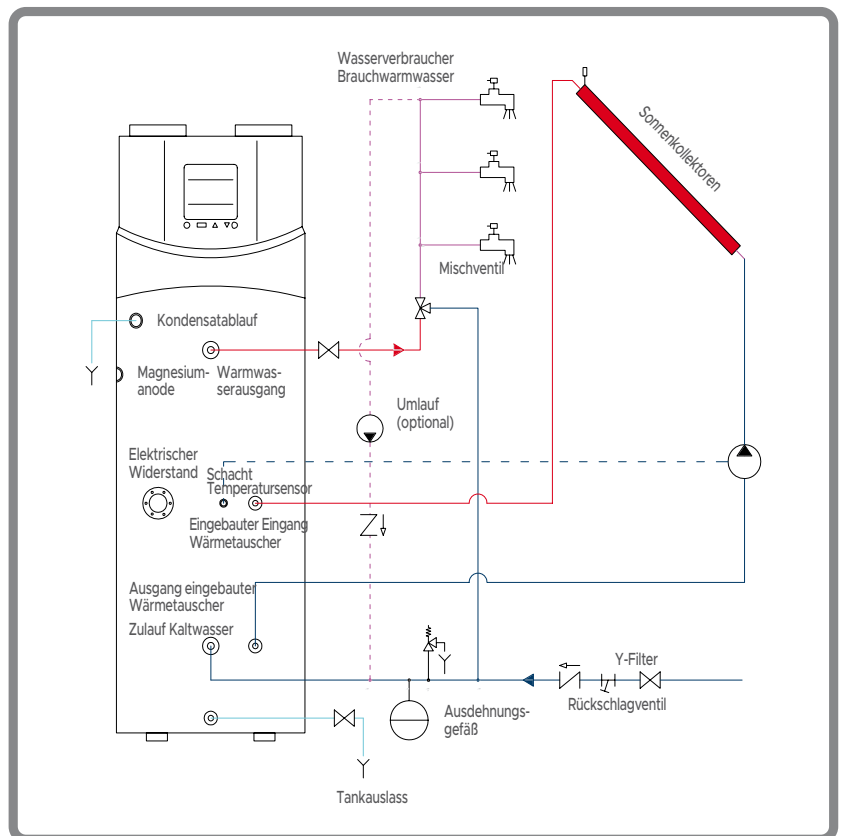 Wasserverbraucher
Brauchwarmwasser
Sonnenkollektoren
Mischventil
Kondensatablauf
Magnesium-
anode
Warmwas-
serausgang
Umlauf
(optional)
Elektrischer
Widerstand
Schacht
Temperatursensor
Eingebauter Eingang
Wärmetauscher
Ausgang eingebauter
Wärmetauscher
Zulauf Kaltwasser
Y-Filter
Rückschlagventil
Ausdehnungs-
gefäß
Tankauslass